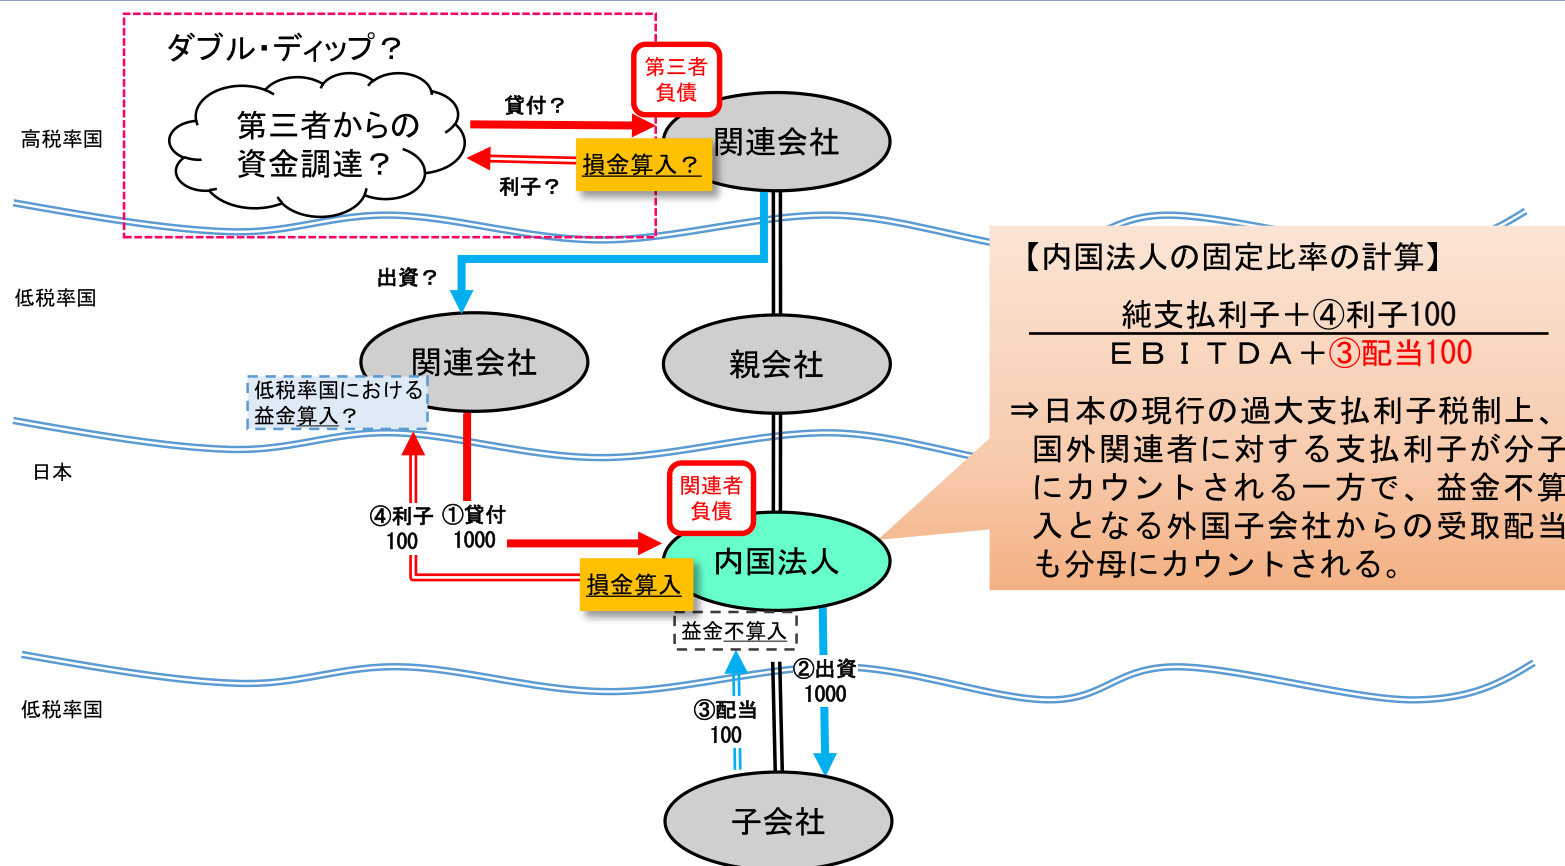 ダブル・ディップ？
第三者からの
資金調達？
貸付？
利子？
第三者
負債
関連会社
損金算入？
高税率国
出資？
低税率国
関連会社
親会社
低税率国における
益金算入？
【内国法人の固定比率の計算】
純支払利子＋④利子100
ＥＢＩＴＤＡ＋③配当100
⇒日本の現行の過大支払利子税制上、
国外関連者に対する支払利子が分子
にカウントされる一方で、益金不算
入となる外国子会社からの受取配当
も分母にカウントされる。
日本
④利子
100
①貸付
1000
関連者
負債
内国法人
損金算入
益金不算入
②出資
1000
③配当
100
低税率国
子会社